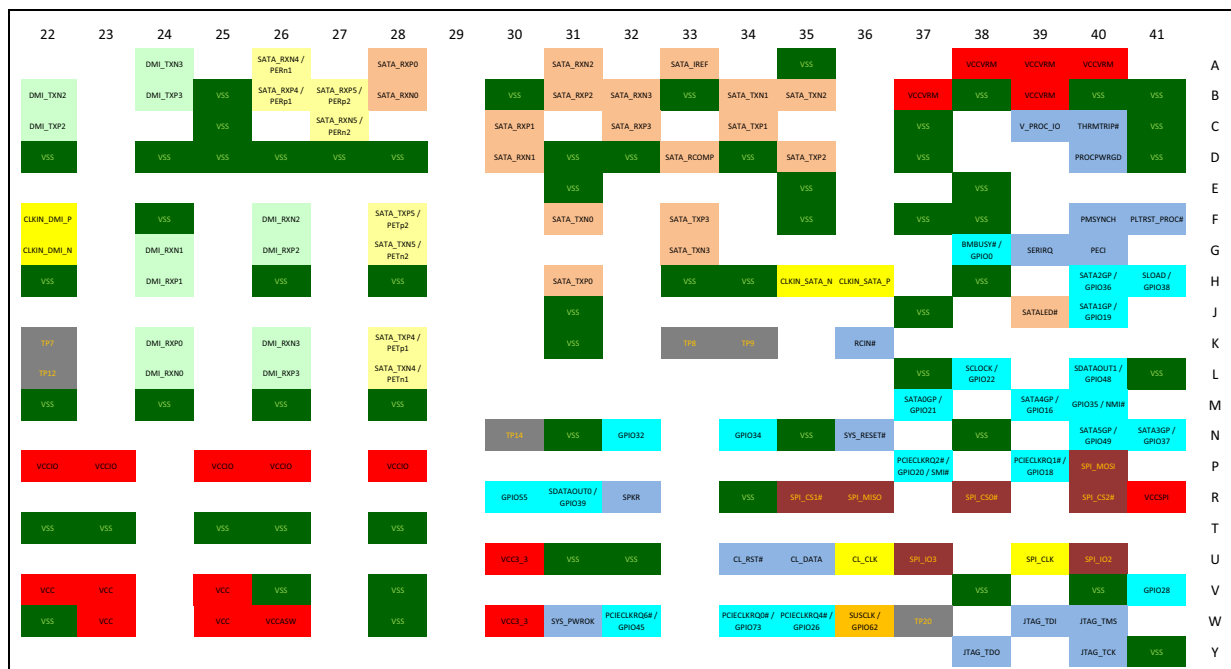 22 23 24 25 26 27 28 29 30 31 32 33 34 35 36 37 38 39 40 41
DMI_TXN3 SATA_RXN4 / PERn1 SATA_RXP0 SATA_RXN2 SATA_IREF VSS VCCVRM VCCVRM VCCVRM A
DMI_TXN2 DMI_TXP3 VSS SATA_RXP4 / PERp1 SATA_RXP5 / PERp2 SATA_RXN0 VSS SATA_RXP2 SATA_RXN3 VSS SATA_TXN1 SATA_TXN2 VCCVRM VSS VCCVRM VSS VSS B
DMI_TXP2 VSS SATA_RXN5 / PERn2 SATA_RXP1 SATA_RXP3 SATA_TXP1 VSS V_PROC_IO THRMTRIP# VSS C
VSS VSS VSS VSS VSS VSS SATA_RXN1 VSS VSS SATA_RCOMP VSS SATA_TXP2 VSS PROCPWRGD VSS D
VSS VSS VSS E
CLKIN_DMI_P VSS DMI_RXN2 SATA_TXP5 / PETp2 SATA_TXN0 SATA_TXP3 VSS VSS VSS PMSYNCH PLTRST_PROC# F
CLKIN_DMI_N DMI_RXN1 DMI_RXP2 SATA_TXN5 / PETn2 SATA_TXN3 BMBUSY# / GPIO0 SERIRQ PECI G
VSS DMI_RXP1 VSS VSS SATA_TXP0 VSS VSS CLKIN_SATA_N CLKIN_SATA_P VSS SATA2GP / GPIO36 SLOAD / GPIO38 H
VSS VSS SATALED# SATA1GP / GPIO19 J
TP7 DMI_RXP0 DMI_RXN3 SATA_TXP4 / PETp1 VSS TP8 TP9 RCIN# K
TP12 DMI_RXN0 DMI_RXP3 SATA_TXN4 / PETn1 VSS SCLOCK / GPIO22 SDATAOUT1 / GPIO48 VSS L
VSS VSS VSS VSS SATA0GP / GPIO21 SATA4GP / GPIO16 GPIO35 / NMI# M
TP14 VSS GPIO32 GPIO34 VSS SYS_RESET# VSS SATA5GP / GPIO49 SATA3GP / GPIO37 N
VCCIO VCCIO VCCIO VCCIO VCCIO PCIECLKRQ2# / GPIO20 / SMI# PCIECLKRQ1# / GPIO18 SPI_MOSI P
GPIO55 SDATAOUT0 / GPIO39 SPKR VSS SPI_CS1# SPI_MISO SPI_CS0# SPI_CS2# VCCSPI R
VSS VSS VSS VSS VSS T
VCC3_3 VSS VSS CL_RST# CL_DATA CL_CLK SPI_IO3 SPI_CLK SPI_IO2 U
VCC VCC VCC VSS VSS VSS VSS GPIO28 V
VSS VCC VCC VCCASW VSS VCC3_3 SYS_PWROK PCIECLKRQ6# / GPIO45 PCIECLKRQ0# / GPIO73 PCIECLKRQ4# / GPIO26 SUSCLK / GPIO62 TP20 JTAG_TDI JTAG_TMS W
JTAG_TDO JTAG_TCK VSS Y